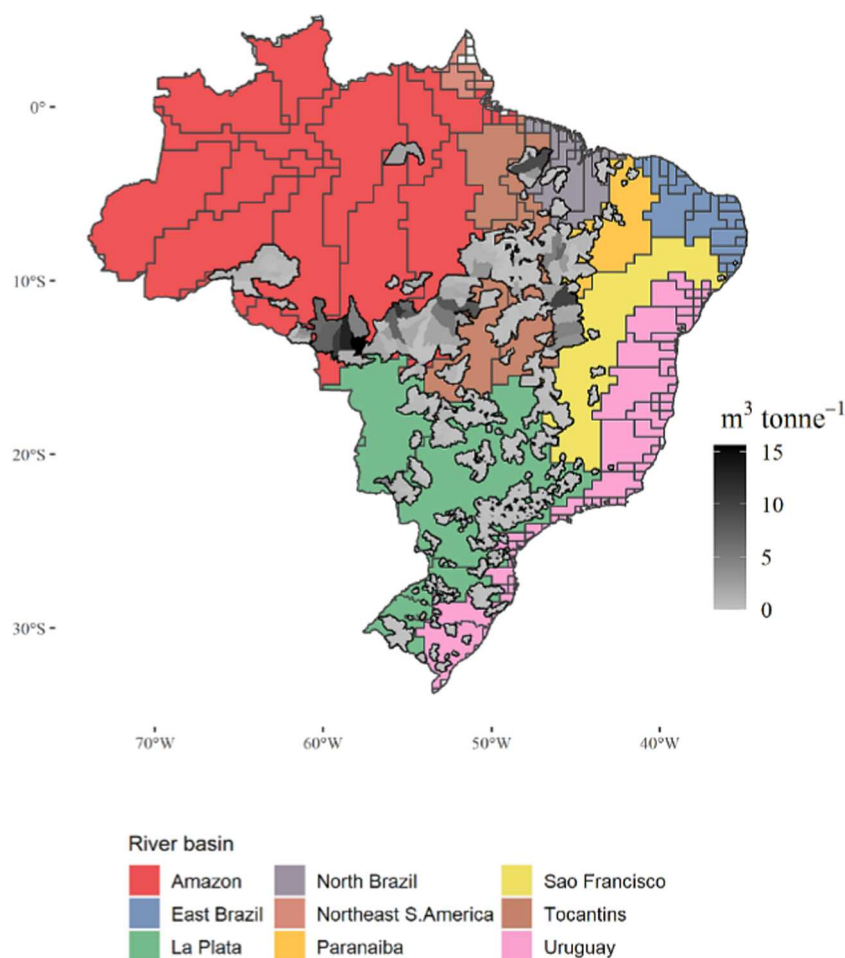 0°
10°S
20°S
30°S
70°W 60°W 50°W 40°W
m³ tonne⁻¹
15
10
5
0
River basin
Amazon North Brazil Sao Francisco
East Brazil Northeast S.America Tocantins
La Plata Paranaiba Uruguay